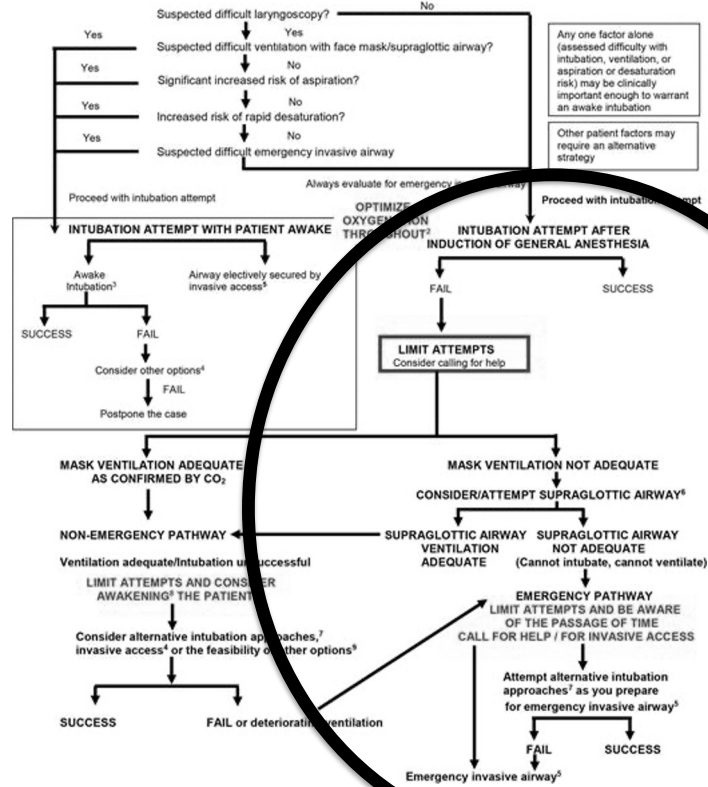 Suspected difficult laryngoscopy?
No
Yes
Yes
Suspected difficult ventilation with face mask/supraglottic airway?
No
Yes
Significant increased risk of aspiration?
No
Yes
Increased risk of rapid desaturation?
No
Yes
Suspected difficult emergency invasive airway
Any one factor alone
(assessed difficulty with
intubation, ventilation, or
aspiration or desaturation
risk) may be clinically
important enough to warrant
an awake intubation
Other patient factors may
require an alternative
strategy
Always evaluate for emergency airway
Proceed with intubation attempt
Proceed with intubation attempt
OPTIMIZE
OXYGENATION
THROUGHOUT²
INTUBATION ATTEMPT WITH PATIENT AWAKE
Awake
Intubation³
Airway electively secured by
invasive access⁵
SUCCESS
FAIL
Consider other options⁴
FAIL
Postpone the case
INTUBATION ATTEMPT AFTER
INDUCTION OF GENERAL ANESTHESIA
FAIL
SUCCESS
LIMIT ATTEMPTS
Consider calling for help
MASK VENTILATION ADEQUATE
AS CONFIRMED BY CO₂
NON-EMERGENCY PATHWAY
Ventilation adequate/Intubation unsuccessful
LIMIT ATTEMPTS AND CONSIDER
AWAKENING⁸ THE PATIENT
Consider alternative intubation approaches,⁷
invasive access⁴ or the feasibility of other options⁹
SUCCESS
FAIL or deteriorating ventilation
MASK VENTILATION NOT ADEQUATE
CONSIDER/ATTEMPT SUPRAGLOTTIC AIRWAY⁶
SUPRAGLOTTIC AIRWAY
VENTILATION
ADEQUATE
SUPRAGLOTTIC AIRWAY
NOT ADEQUATE
(Cannot intubate, cannot ventilate)
EMERGENCY PATHWAY
LIMIT ATTEMPTS AND BE AWARE
OF THE PASSAGE OF TIME
CALL FOR HELP / FOR INVASIVE ACCESS
Attempt alternative intubation
approaches⁷ as you prepare
for emergency invasive airway⁵
FAIL
SUCCESS
Emergency invasive airway⁵